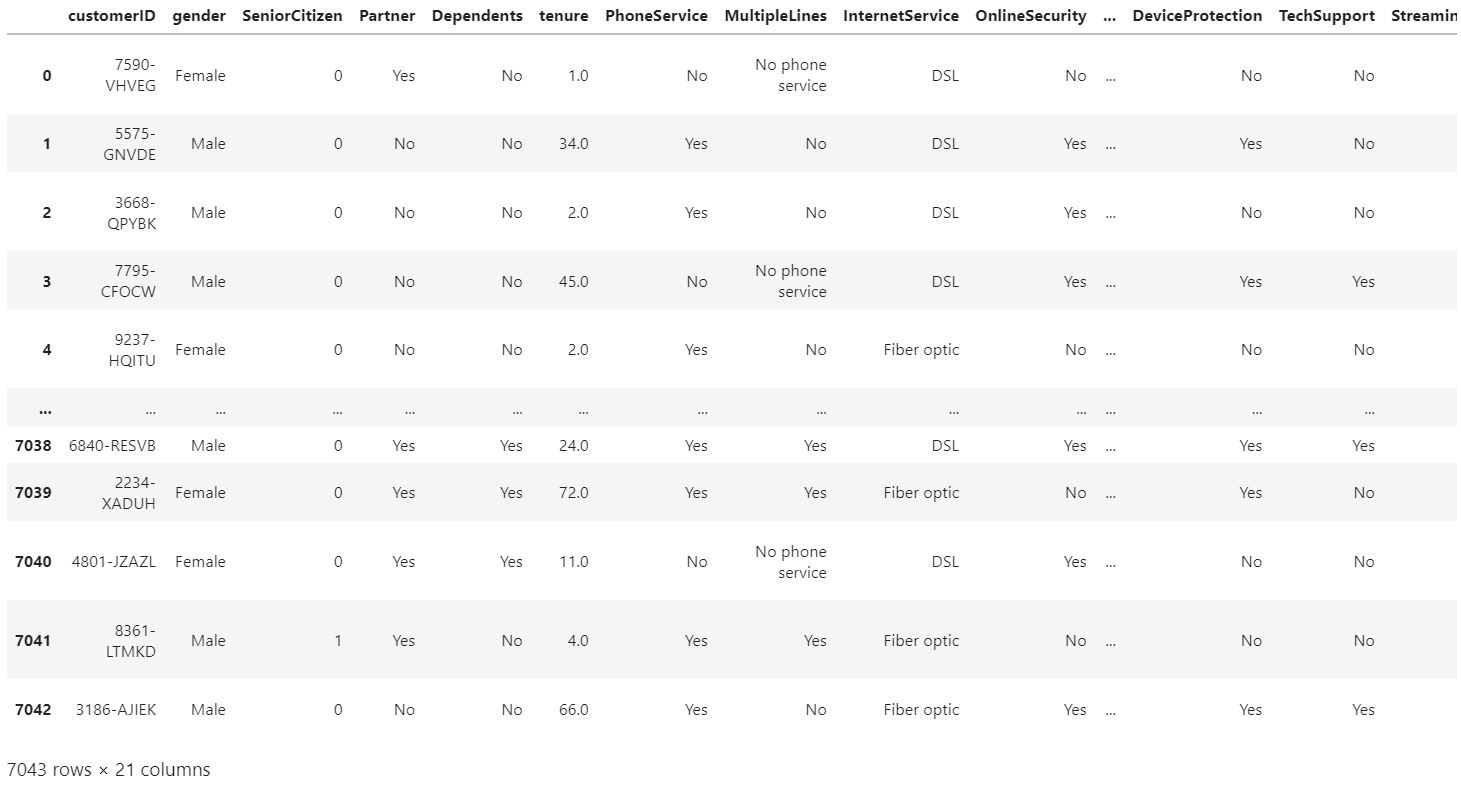 customerID gender SeniorCitizen Partner Dependents tenure PhoneService MultipleLines InternetService OnlineSecurity ... DeviceProtection TechSupport Streamin
0 7590-VHVEG Female 0 Yes No 1.0 No No phone service DSL No ... No No
1 5575-GNVDE Male 0 No No 34.0 Yes No DSL Yes ... Yes No
2 3668-QPYBK Male 0 No No 2.0 Yes No DSL Yes ... No No
3 7795-CFOCW Male 0 No No 45.0 No No phone service DSL Yes ... Yes Yes
4 9237-HQITU Female 0 No No 2.0 Yes No Fiber optic No ... No No
... ... ... ... ... ... ... ... ... ... ... ... ... ...
7038 6840-RESVB Male 0 Yes Yes 24.0 Yes Yes DSL Yes ... Yes Yes
7039 2234-XADUH Female 0 Yes Yes 72.0 Yes Yes Fiber optic No ... Yes No
7040 4801-JZAZL Female 0 Yes Yes 11.0 No No phone service DSL Yes ... No No
7041 8361-LTMKD Male 1 Yes No 4.0 Yes Yes Fiber optic No ... No No
7042 3186-AJIEK Male 0 No No 66.0 Yes No Fiber optic Yes ... Yes Yes
7043 rows × 21 columns